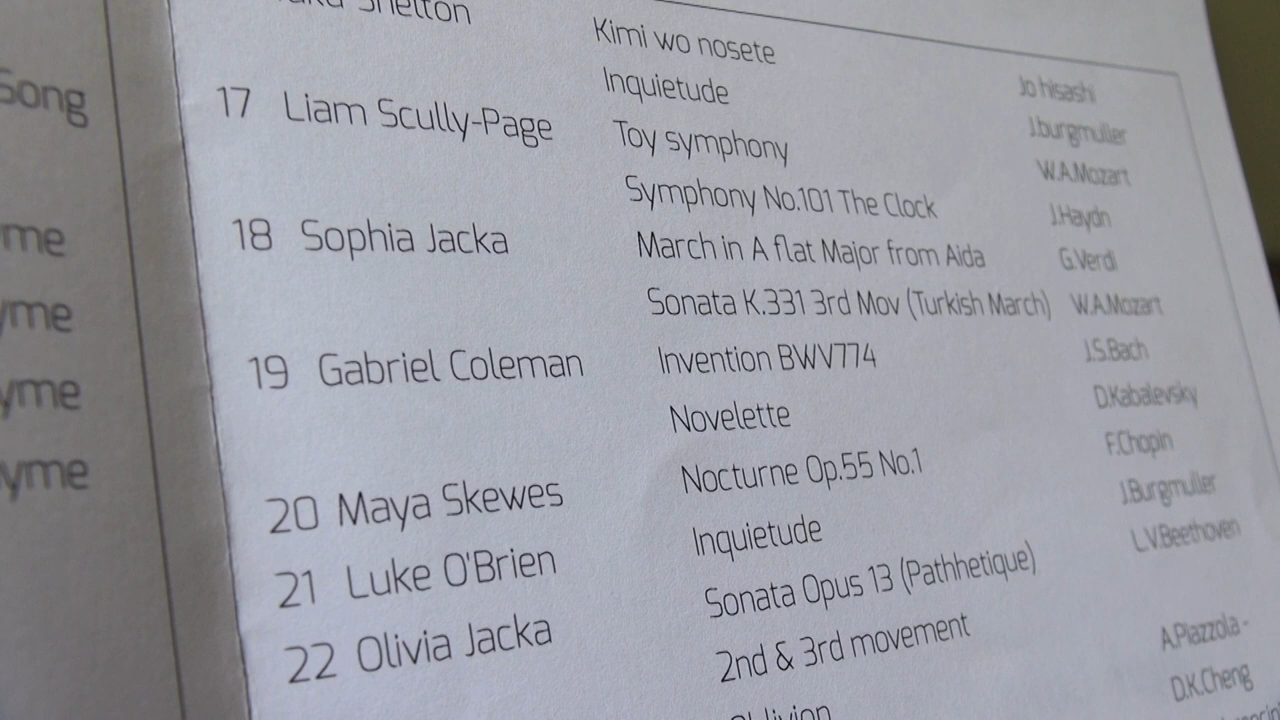 Song
Shelton
Kimi wo nosete
Jo hisashi
Inquietude
J.burgmuller
17 Liam Scully-Page
Toy symphony
W.A.Mozart
Symphony No.101 The Clock
J.Haydn
18 Sophia Jacka
March in A flat Major from Aida
G.Verdi
Sonata K.331 3rd Mov (Turkish March)
W.A.Mozart
19 Gabriel Coleman
Invention BWV774
J.S.Bach
Novelette
D.Kabalevsky
Nocturne Op.55 No.1
F.Chopin
20 Maya Skewes
Inquietude
J.Burgmuller
21 Luke O'Brien
Sonata Opus 13 (Pathhetique)
L.V.Beethoven
2nd & 3rd movement
22 Olivia Jacka
Oblivion
A.Piazzola -
D.K.Cheng